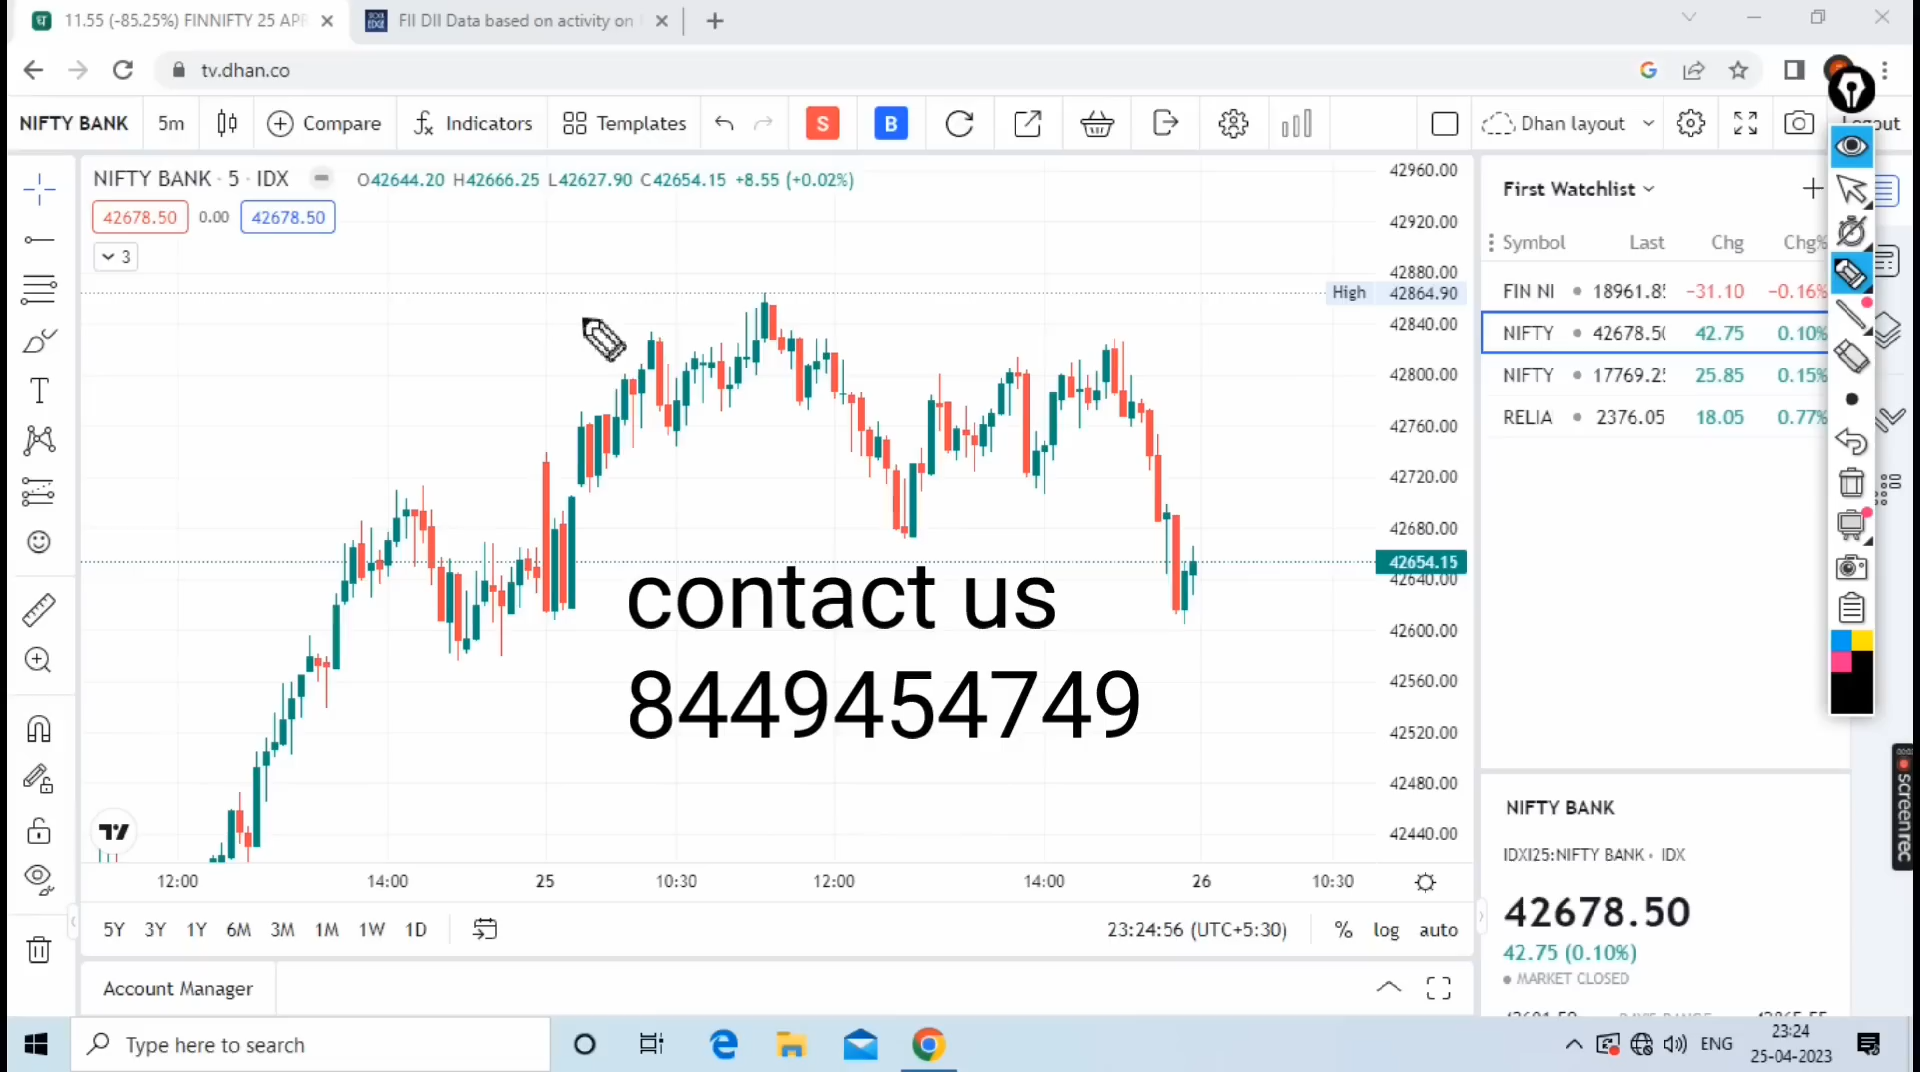 11.55 (-85.25%) FINNIFTY 25 APR
FII DII Data based on activity on
tv.dhan.co
NIFTY BANK 5m Compare Indicators Templates S B Dhan layout
NIFTY BANK · 5 · IDX O42644.20 H42666.25 L42627.90 C42654.15 +8.55 (+0.02%)
42678.50 0.00 42678.50
3
42960.00
42920.00
42880.00
High 42864.90
42840.00
42800.00
42760.00
42720.00
42680.00
42654.15
42640.00
42600.00
42560.00
42520.00
42480.00
42440.00
contact us
8449454749
12:00 14:00 25 10:30 12:00 14:00 26 10:30
5Y 3Y 1Y 6M 3M 1M 1W 1D 23:24:56 (UTC+5:30) % log auto
Account Manager
First Watchlist
Symbol Last Chg Chg%
FIN NI −31.10 −0.16%
NIFTY 42.75 0.10%
NIFTY 25.85 0.15%
RELIA 2376.05 18.05 0.77%
NIFTY BANK
IDXI25:NIFTY BANK · IDX
42678.50
42.75 (0.10%)
MARKET CLOSED
screenrec
Type here to search
ENG
23:24
25-04-2023